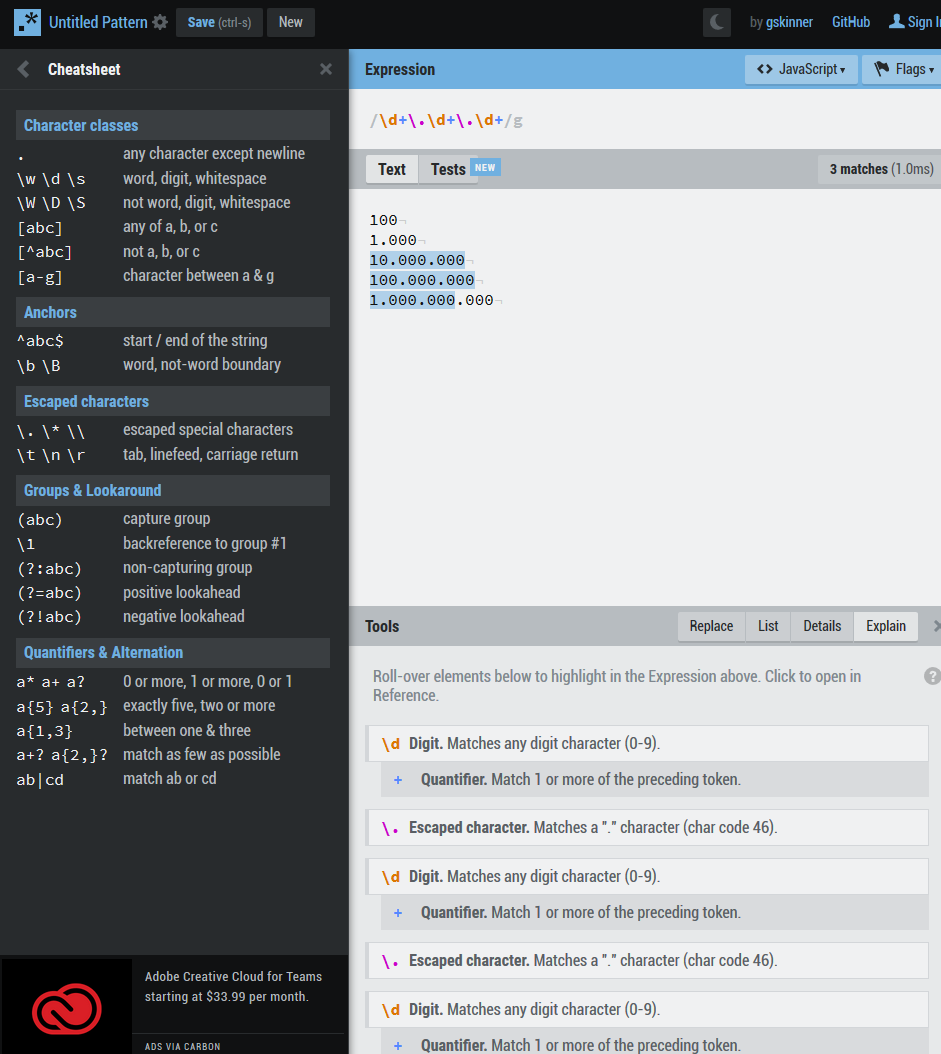 Untitled Pattern Save (ctrl-s) New by gskinner GitHub Sign
Cheatsheet
Character classes
. any character except newline
\w \d \s word, digit, whitespace
\W \D \S not word, digit, whitespace
[abc] any of a, b, or c
[^abc] not a, b, or c
[a-g] character between a & g
Anchors
^abc$ start / end of the string
\b \B word, not-word boundary
Escaped characters
\. \* \\ escaped special characters
\t \n \r tab, linefeed, carriage return
Groups & Lookaround
(abc) capture group
\1 backreference to group #1
(?:abc) non-capturing group
(?=abc) positive lookahead
(?!abc) negative lookahead
Quantifiers & Alternation
a* a+ a? 0 or more, 1 or more, 0 or 1
a{5} a{2,} exactly five, two or more
a{1,3} between one & three
a+? a{2,}? match as few as possible
ab|cd match ab or cd
Adobe Creative Cloud for Teams
starting at $33.99 per month.
ADS VIA CARBON
Expression <> JavaScript Flags
/\d+\.\d+\.\d+/g
Text Tests NEW 3 matches (1.0ms)
100
1.000
10.000.000
100.000.000
1.000.000.000
Tools Replace List Details Explain
Roll-over elements below to highlight in the Expression above. Click to open in
Reference.
\d Digit. Matches any digit character (0-9).
+ Quantifier. Match 1 or more of the preceding token.
\. Escaped character. Matches a "." character (char code 46).
\d Digit. Matches any digit character (0-9).
+ Quantifier. Match 1 or more of the preceding token.
\. Escaped character. Matches a "." character (char code 46).
\d Digit. Matches any digit character (0-9).
+ Quantifier. Match 1 or more of the preceding token.